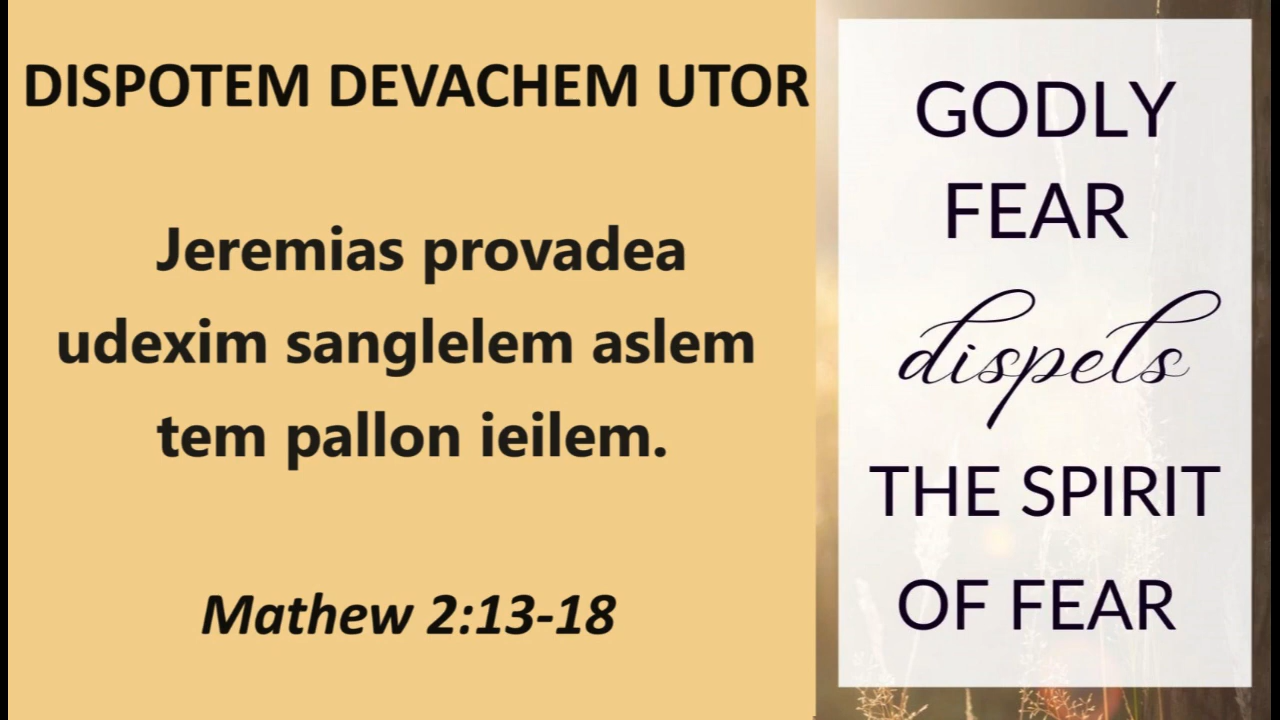 DISPOTEM DEVACHEM UTOR
Jeremias provadea
udexim sanglelem aslem
tem pallon ieilem.
Mathew 2:13-18
GODLY
FEAR
dispels
THE SPIRIT
OF FEAR